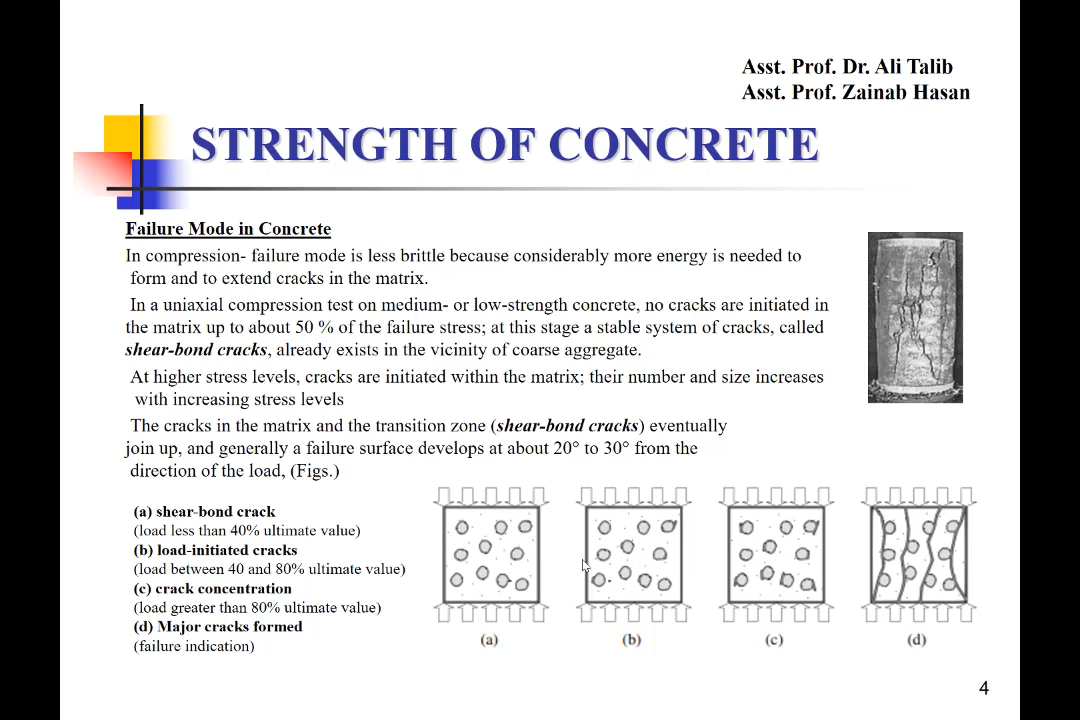 Asst. Prof. Dr. Ali Talib
Asst. Prof. Zainab Hasan
STRENGTH OF CONCRETE
Failure Mode in Concrete
In compression- failure mode is less brittle because considerably more energy is needed to
form and to extend cracks in the matrix.
In a uniaxial compression test on medium- or low-strength concrete, no cracks are initiated in
the matrix up to about 50 % of the failure stress; at this stage a stable system of cracks, called
shear-bond cracks, already exists in the vicinity of coarse aggregate.
At higher stress levels, cracks are initiated within the matrix; their number and size increases
with increasing stress levels
The cracks in the matrix and the transition zone (shear-bond cracks) eventually
join up, and generally a failure surface develops at about 20° to 30° from the
direction of the load, (Figs.)
(a) shear-bond crack
(load less than 40% ultimate value)
(b) load-initiated cracks
(load between 40 and 80% ultimate value)
(c) crack concentration
(load greater than 80% ultimate value)
(d) Major cracks formed
(failure indication)
(a) (b) (c) (d)
4